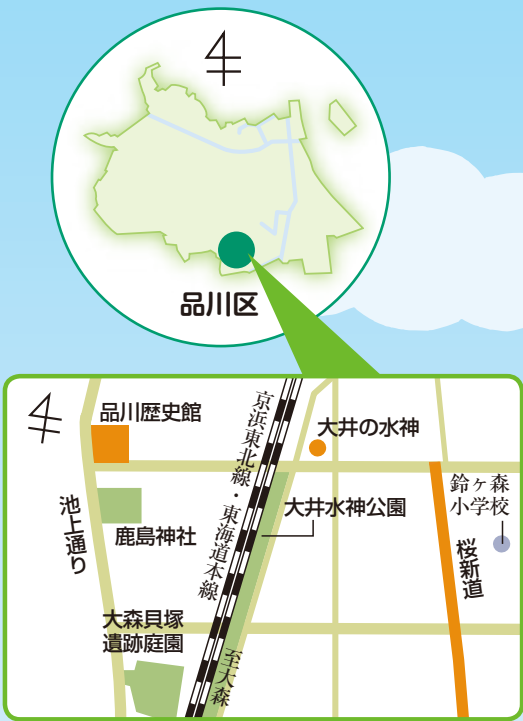 品川区
品川歴史館
京浜東北線・東海道本線
大井の水神
池上通り
鹿島神社
大井水神公園
鈴ヶ森
小学校
桜新道
大森貝塚
遺跡庭園
至大森